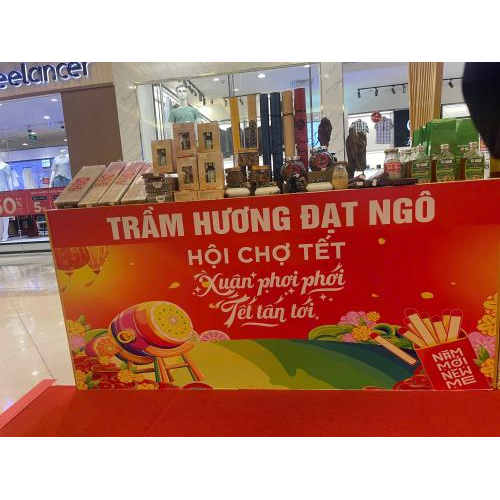 eelancer
TRẦM HƯƠNG ĐẠT NGÔ
HỘI CHỢ TẾT
Xuân phơi phới
Tết tấn tới
NĂM
MỚI
NEW
ME